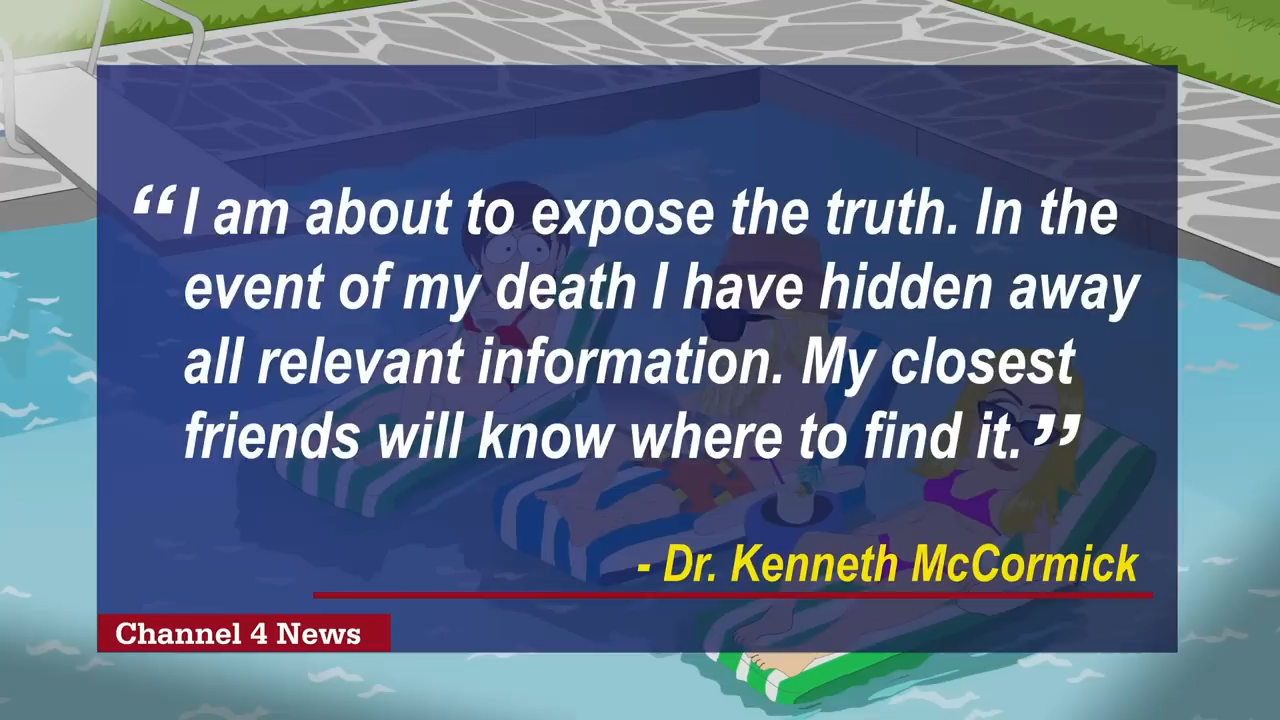 “I am about to expose the truth. In the
event of my death I have hidden away
all relevant information. My closest
friends will know where to find it.”
- Dr. Kenneth McCormick
Channel 4 News